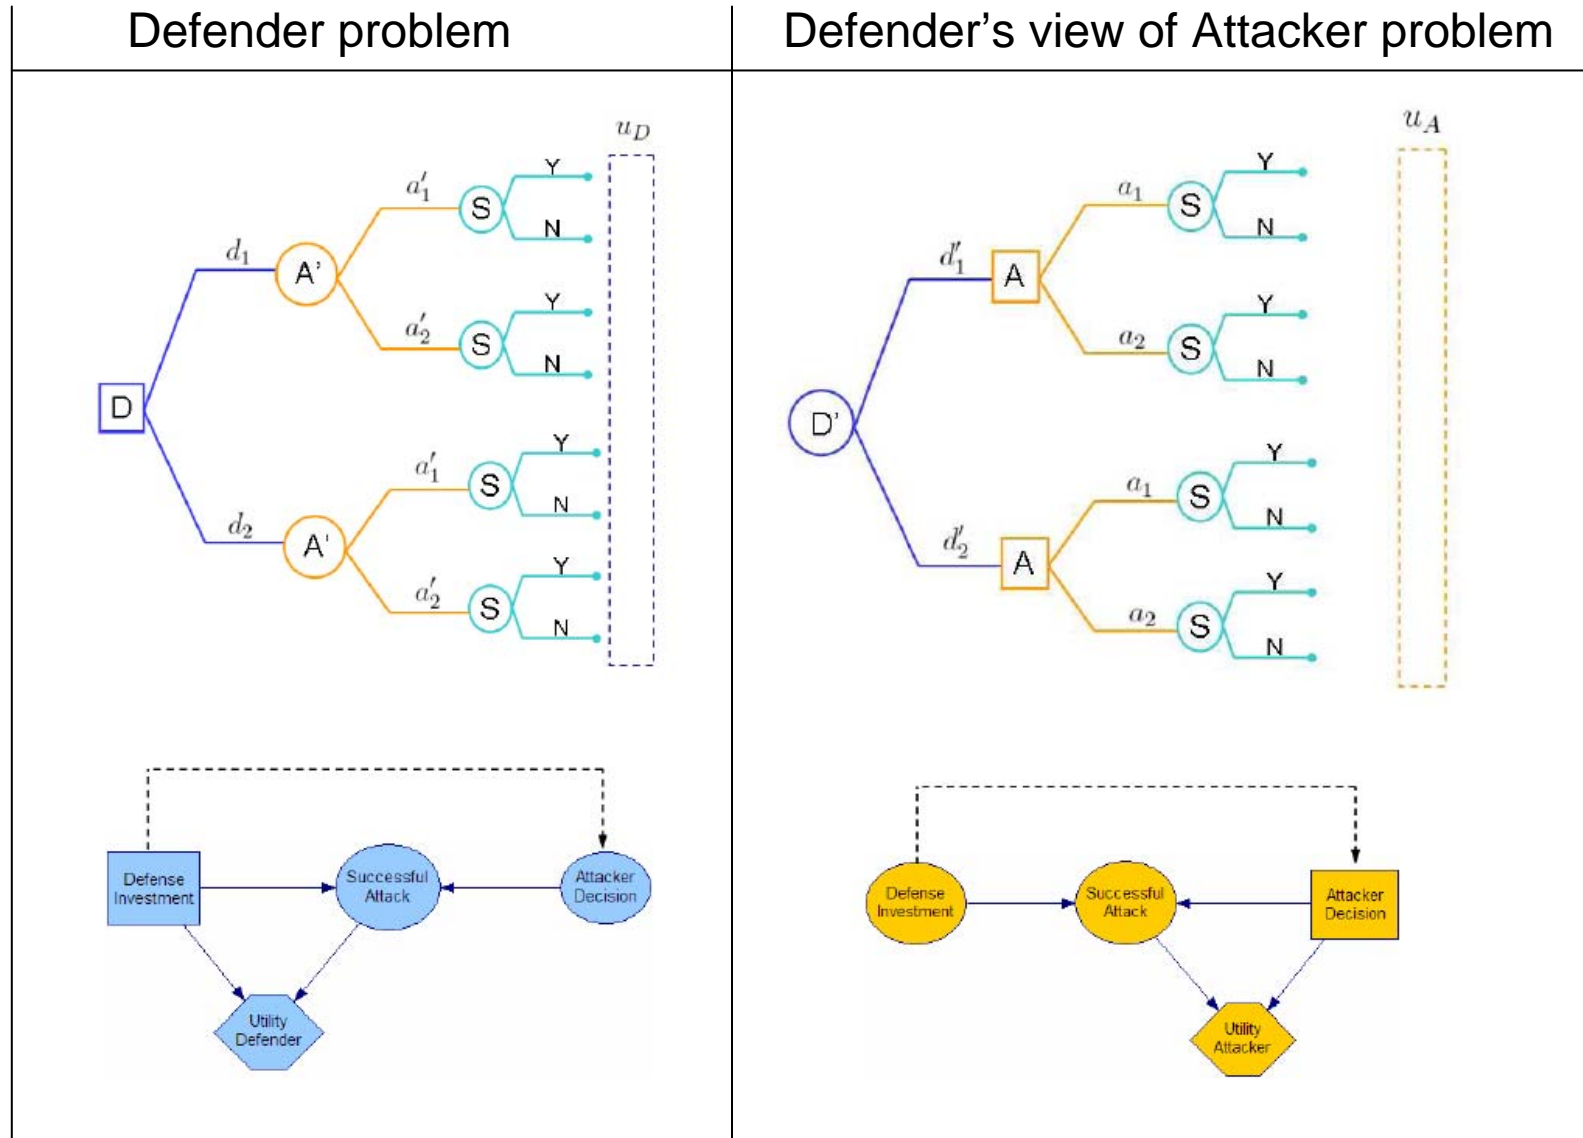 Defender problem
Defender’s view of Attacker problem
u_D
Y
a′_1
S
N
d_1
A'
Y
a′_2
S
N
D
Y
a′_1
S
N
d_2
A'
Y
a′_2
S
N
Defense
Investment
Successful
Attack
Attacker
Decision
Utility
Defender
u_A
Y
a_1
S
N
d′_1
A
Y
a_2
S
N
D'
Y
a_1
S
N
d′_2
A
Y
a_2
S
N
Defense
Investment
Successful
Attack
Attacker
Decision
Utility
Attacker